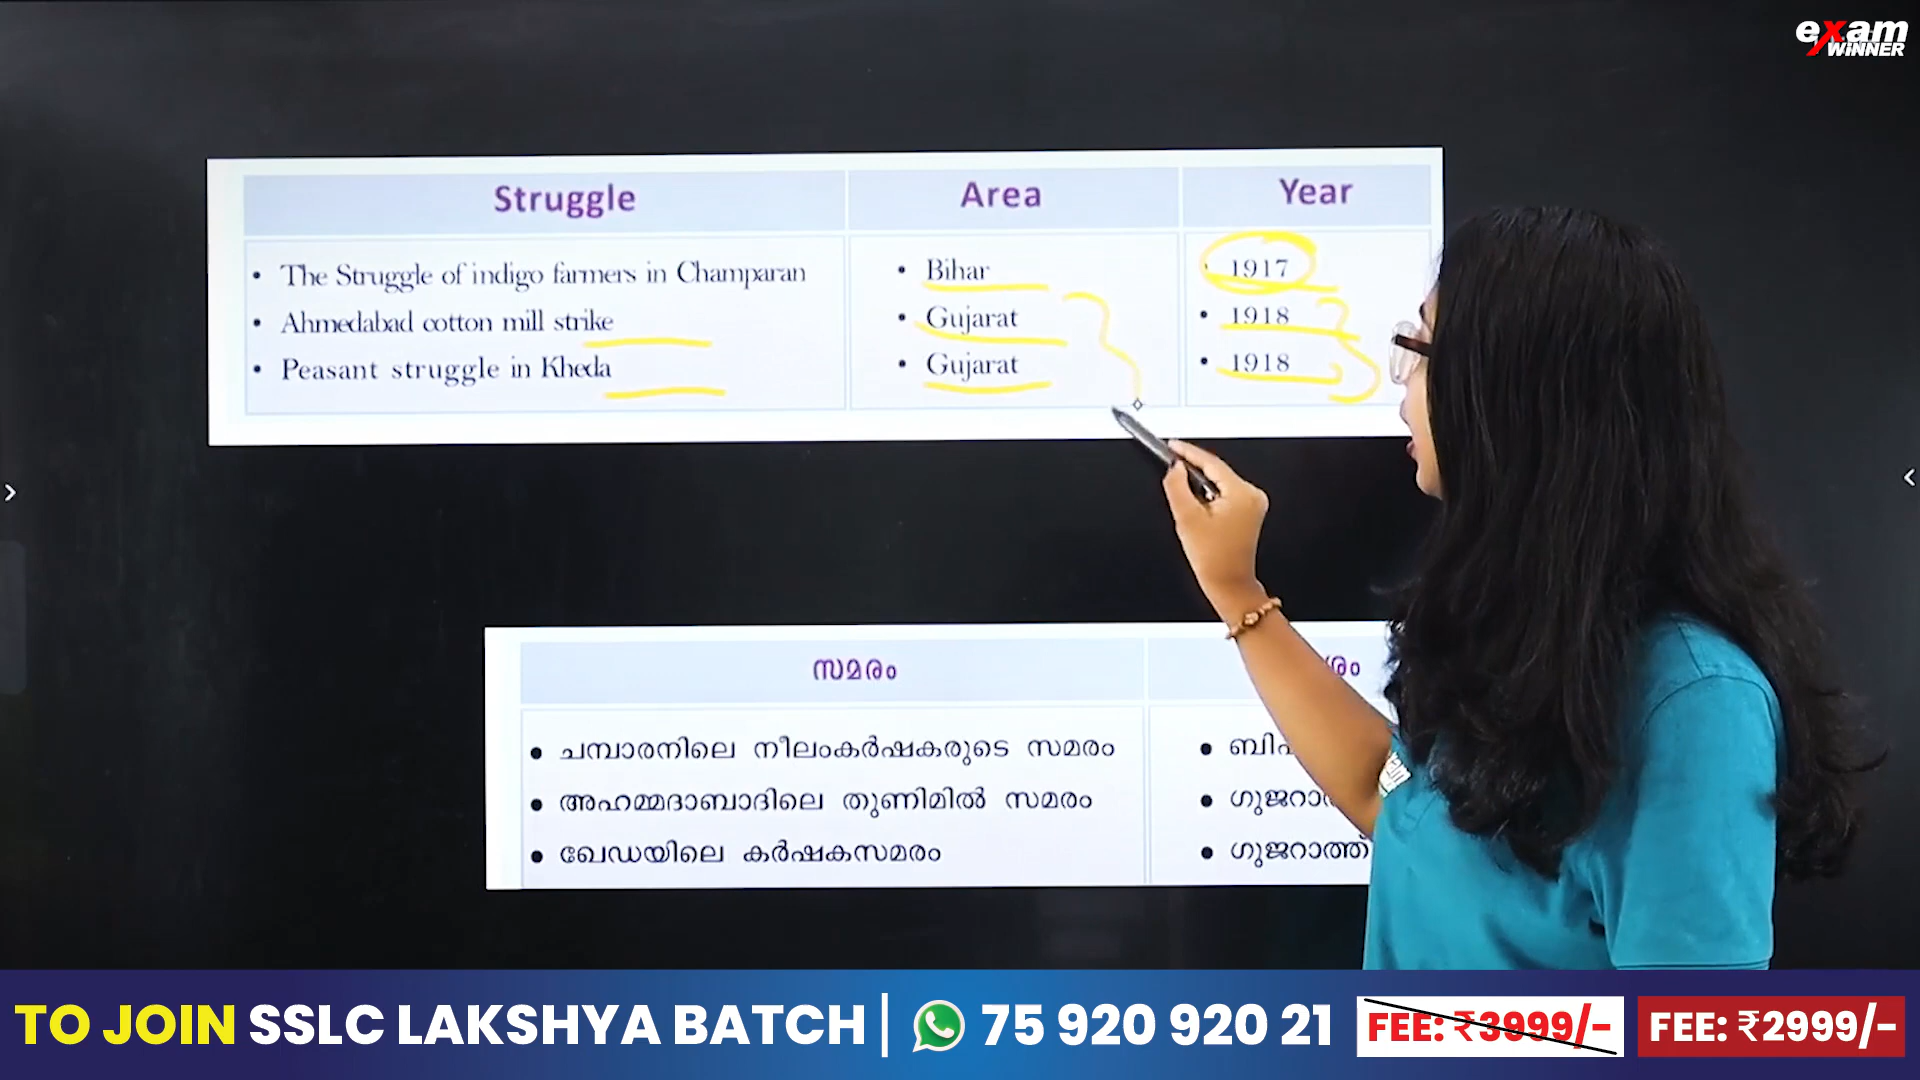 exam
WINNER
Struggle Area Year
• The Struggle of indigo farmers in Champaran • Bihar 1917
• Ahmedabad cotton mill strike • Gujarat • 1918
• Peasant struggle in Kheda • Gujarat • 1918
സമരം
• ചമ്പാരനിലെ നീലംകർഷകരുടെ സമരം •
• അഹമ്മദാബാദിലെ തുണിമിൽ സമരം •
• ഖേഡയിലെ കർഷകസമരം • ഗുജറാത്ത്
TO JOIN SSLC LAKSHYA BATCH | 75 920 920 21 FEE: ₹3999/- FEE: ₹2999/-